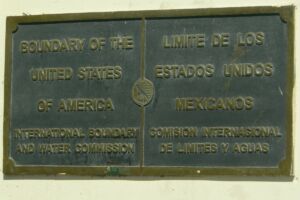 BOUNDARY OF THE
UNITED STATES
OF AMERICA
INTERNATIONAL BOUNDARY
AND WATER COMMISSION
LIMITE DE LOS
ESTADOS UNIDOS
MEXICANOS
COMISION INTERNASIONAL
DE LIMITES Y AGUAS